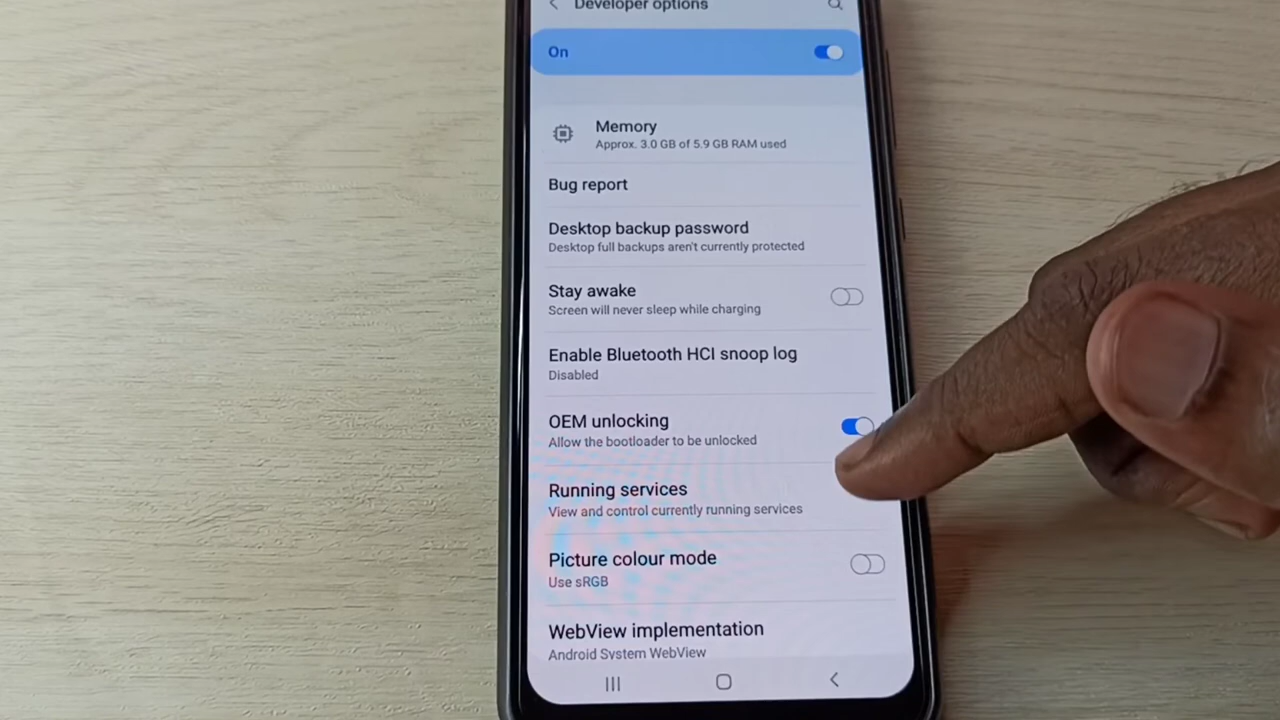 Developer options
On
Memory
Approx. 3.0 GB of 5.9 GB RAM used
Bug report
Desktop backup password
Desktop full backups aren't currently protected
Stay awake
Screen will never sleep while charging
Enable Bluetooth HCI snoop log
Disabled
OEM unlocking
Allow the bootloader to be unlocked
Running services
View and control currently running services
Picture colour mode
Use sRGB
WebView implementation
Android System WebView